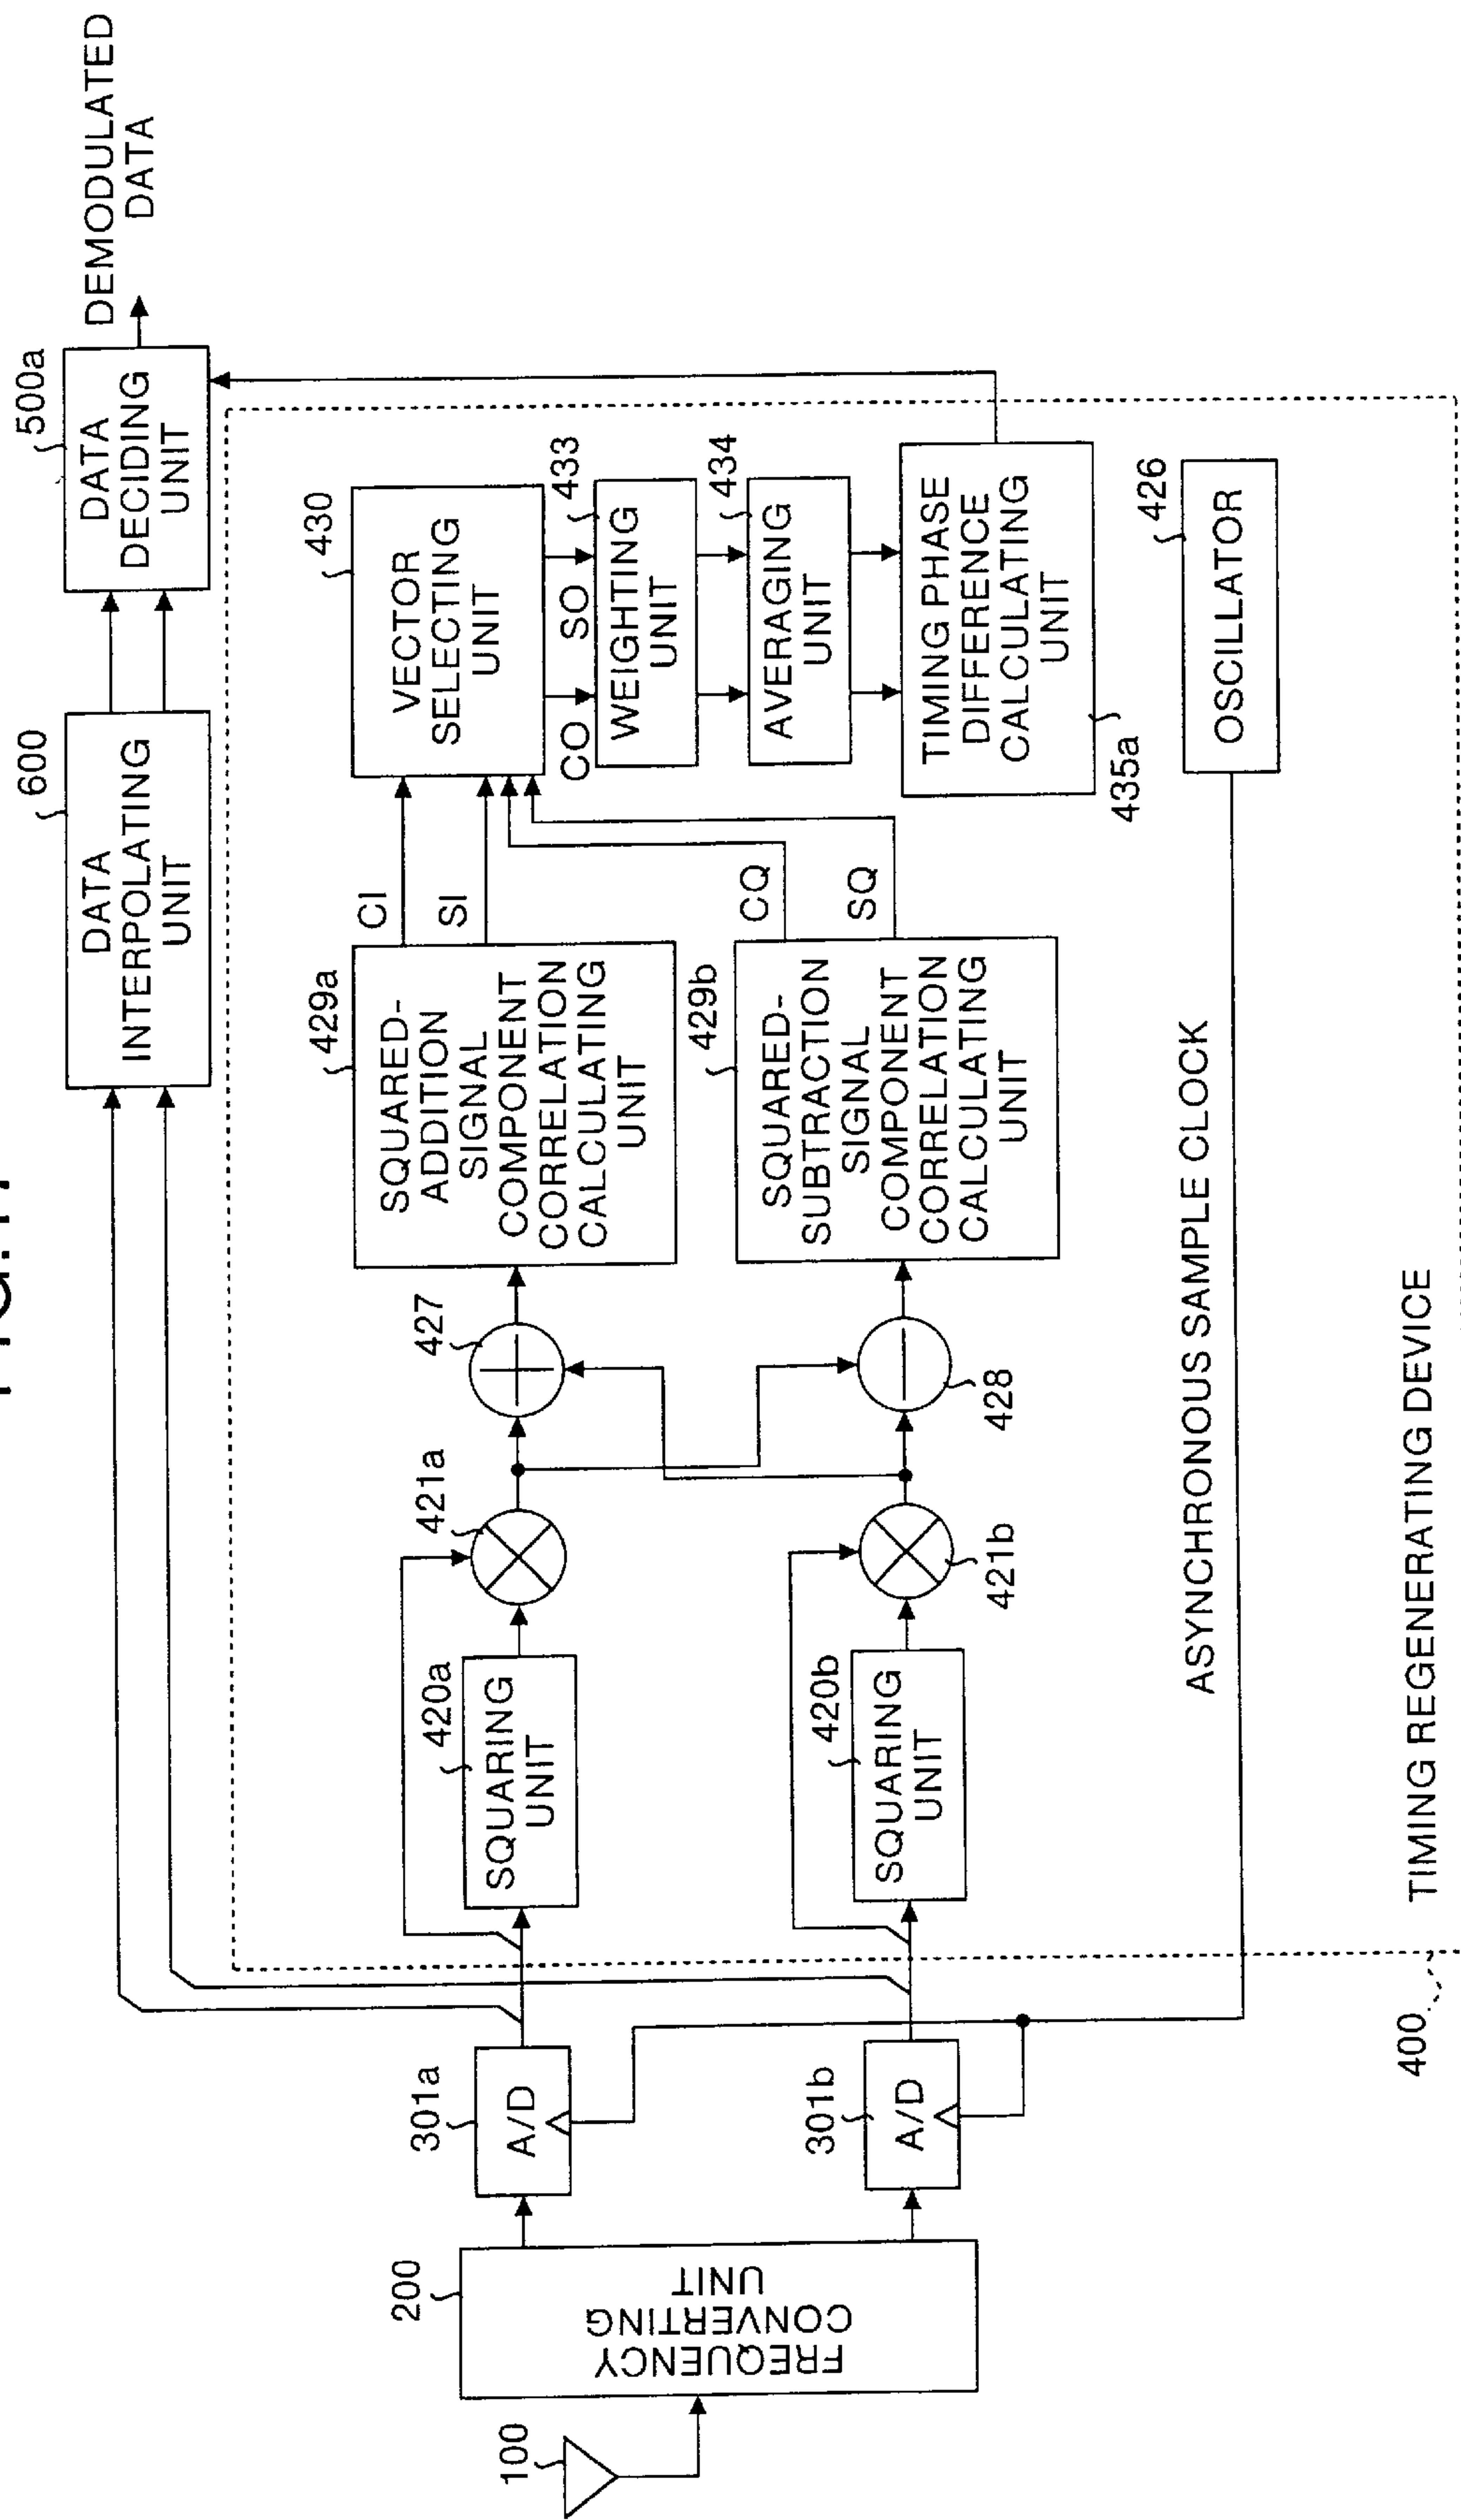 100
200
FREQUENCY
CONVERTING
UNIT
301a
A/D
301b
A/D
420a
SQUARING
UNIT
420b
SQUARING
UNIT
421a
421b
427
428
429a
SQUARED-
ADDITION
SIGNAL
COMPONENT
CORRELATION
CALCULATING
UNIT
429b
SQUARED-
SUBTRACTION
SIGNAL
COMPONENT
CORRELATION
CALCULATING
UNIT
CI
SI
CQ
SQ
430
VECTOR
SELECTING
UNIT
CO
SO
433
WEIGHTING
UNIT
434
AVERAGING
UNIT
TIMING PHASE
DIFFERENCE
CALCULATING
UNIT
435a
426
OSCILLATOR
ASYNCHRONOUS SAMPLE CLOCK
400
TIMING REGENERATING DEVICE
600
DATA
INTERPOLATING
UNIT
500a
DATA
DECIDING
UNIT
DEMODULATED
DATA